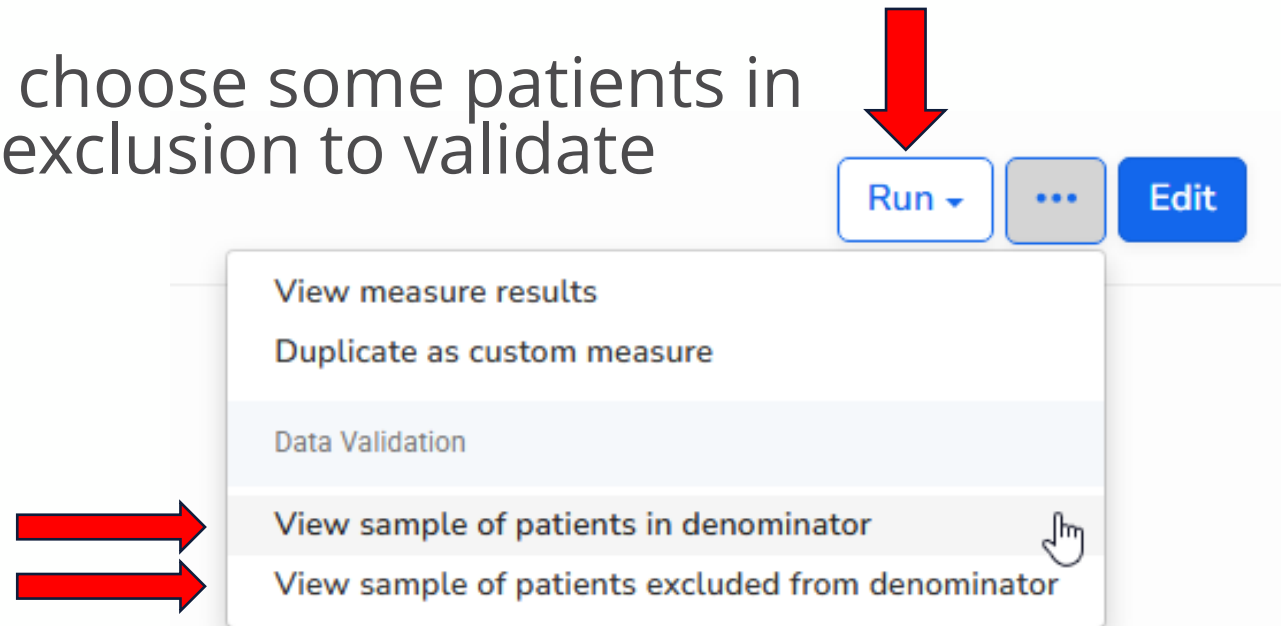 choose some patients in
exclusion to validate
Run ... Edit
View measure results
Duplicate as custom measure
Data Validation
View sample of patients in denominator
View sample of patients excluded from denominator